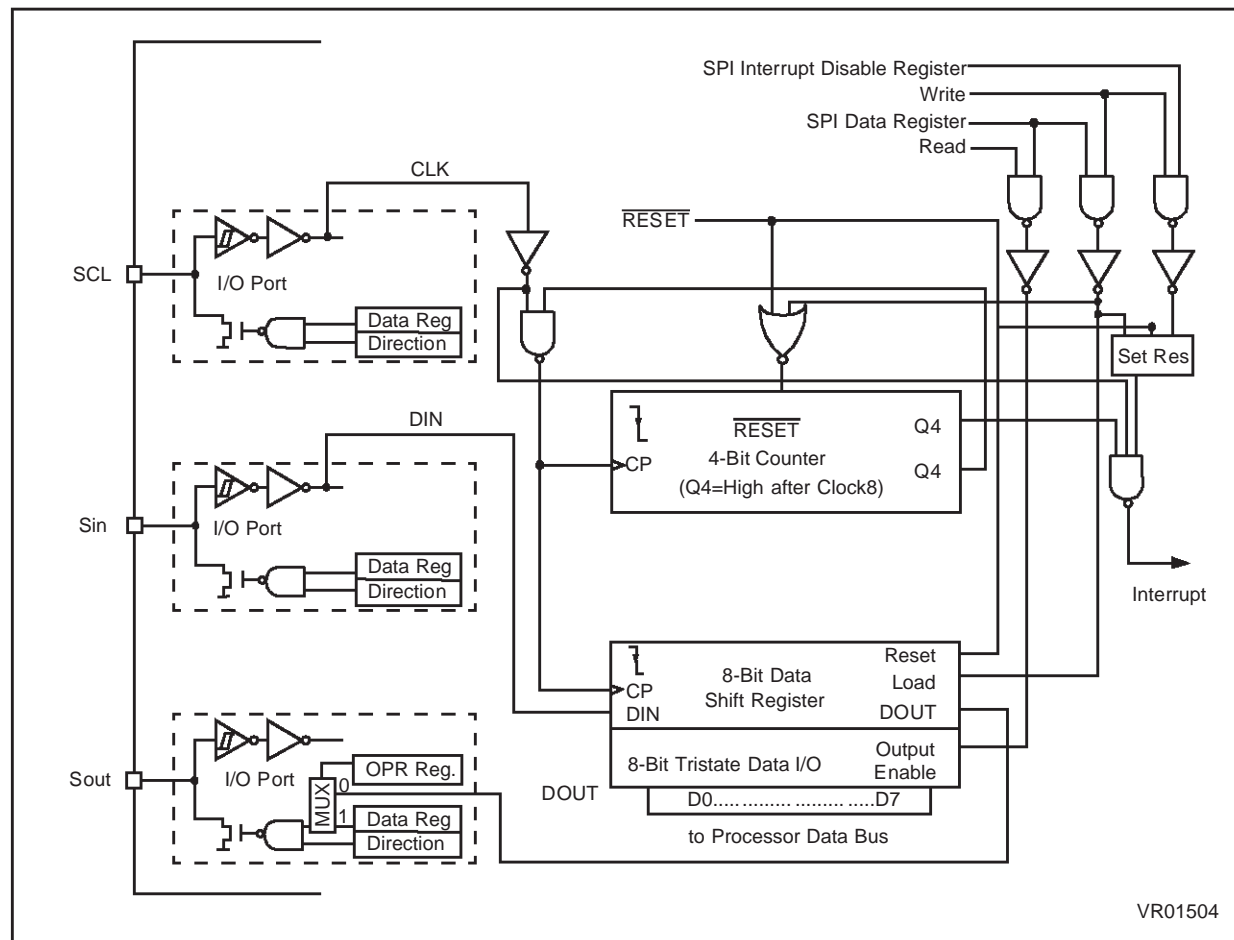 SPI Interrupt Disable Register
Write
SPI Data Register
Read
CLK
RESET
SCL
I/O Port
Data Reg
Direction
Set Res
DIN
RESET
Q4
4-Bit Counter
CP
Q4
(Q4=High after Clock8)
Sin
I/O Port
Data Reg
Direction
Interrupt
Reset
8-Bit Data
Load
Shift Register
CP
DIN
DOUT
Sout
I/O Port
OPR Reg.
MUX
0
1
Data Reg
Direction
8-Bit Tristate Data I/O
Output
Enable
DOUT
D0..... ......... ......... .....D7
to Processor Data Bus
VR01504